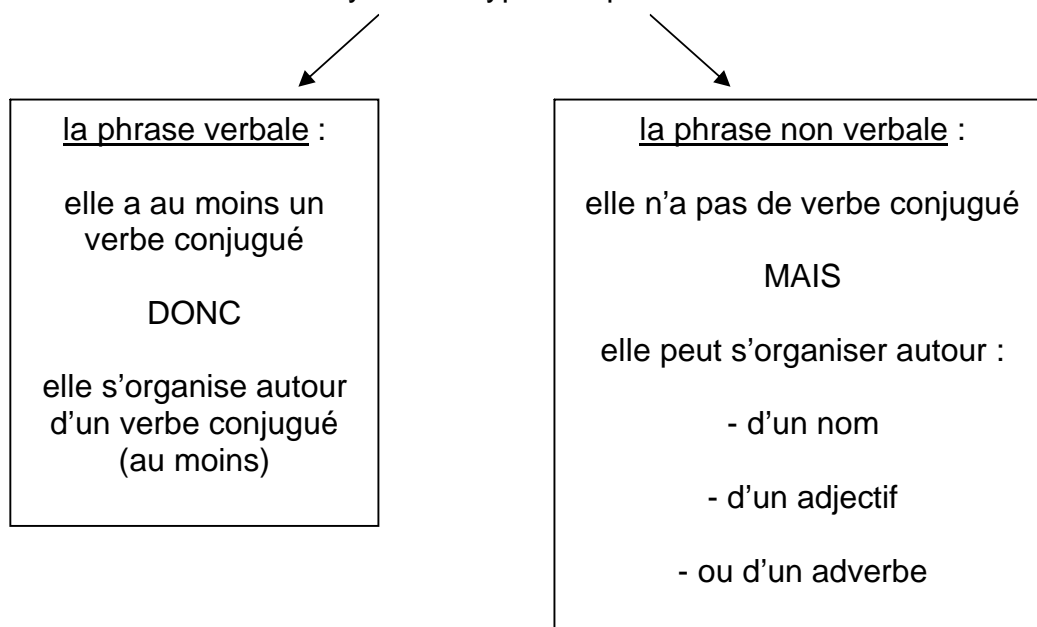 la phrase verbale :
elle a au moins un
verbe conjugué
DONC
elle s’organise autour
d’un verbe conjugué
(au moins)
la phrase non verbale :
elle n’a pas de verbe conjugué
MAIS
elle peut s’organiser autour :
- d’un nom
- d’un adjectif
- ou d’un adverbe